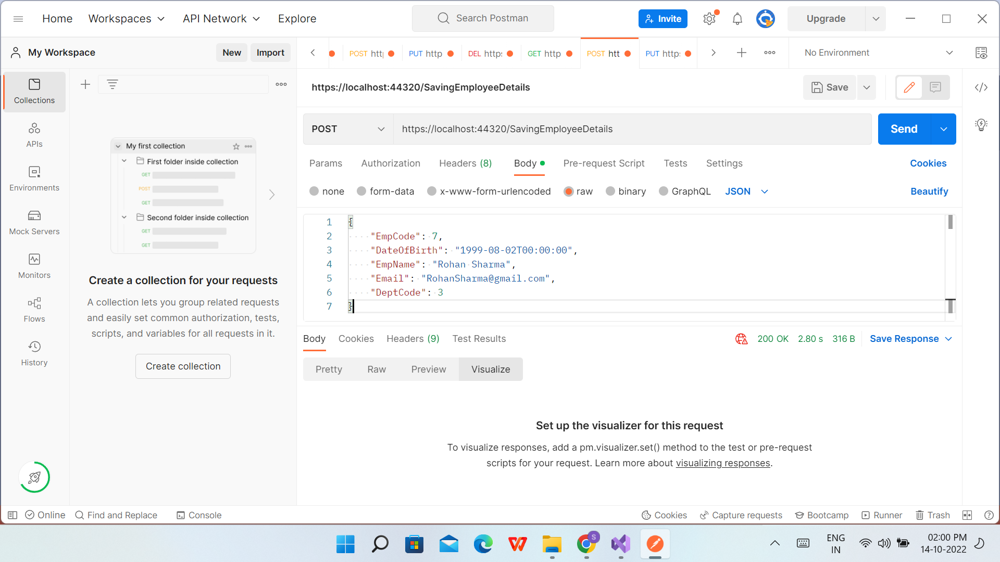 Home Workspaces API Network Explore Search Postman Invite Upgrade
My Workspace New Import POST http PUT http DEL http: GET http POST htt PUT http: No Environment
https://localhost:44320/SavingEmployeeDetails Save
Collections
APIs
Environments
Mock Servers
Monitors
Flows
History
My first collection
First folder inside collection
GET
POST
GET
Second folder inside collection
GET
GET
Create a collection for your requests
A collection lets you group related requests
and easily set common authorization, tests,
scripts, and variables for all requests in it.
Create collection
POST https://localhost:44320/SavingEmployeeDetails Send
Params Authorization Headers (8) Body Pre-request Script Tests Settings Cookies
none form-data x-www-form-urlencoded raw binary GraphQL JSON Beautify
1 {
2 "EmpCode": 7,
3 "DateOfBirth": "1999-08-02T00:00:00",
4 "EmpName": "Rohan Sharma",
5 "Email": "RohanSharma@gmail.com",
6 "DeptCode": 3
7 }
Body Cookies Headers (9) Test Results 200 OK 2.80 s 316 B Save Response
Pretty Raw Preview Visualize
Set up the visualizer for this request
To visualize responses, add a pm.visualizer.set() method to the test or pre-request
scripts for your request. Learn more about visualizing responses.
Online Find and Replace Console Cookies Capture requests Bootcamp Runner Trash
S
ENG
IN
02:00 PM
14-10-2022